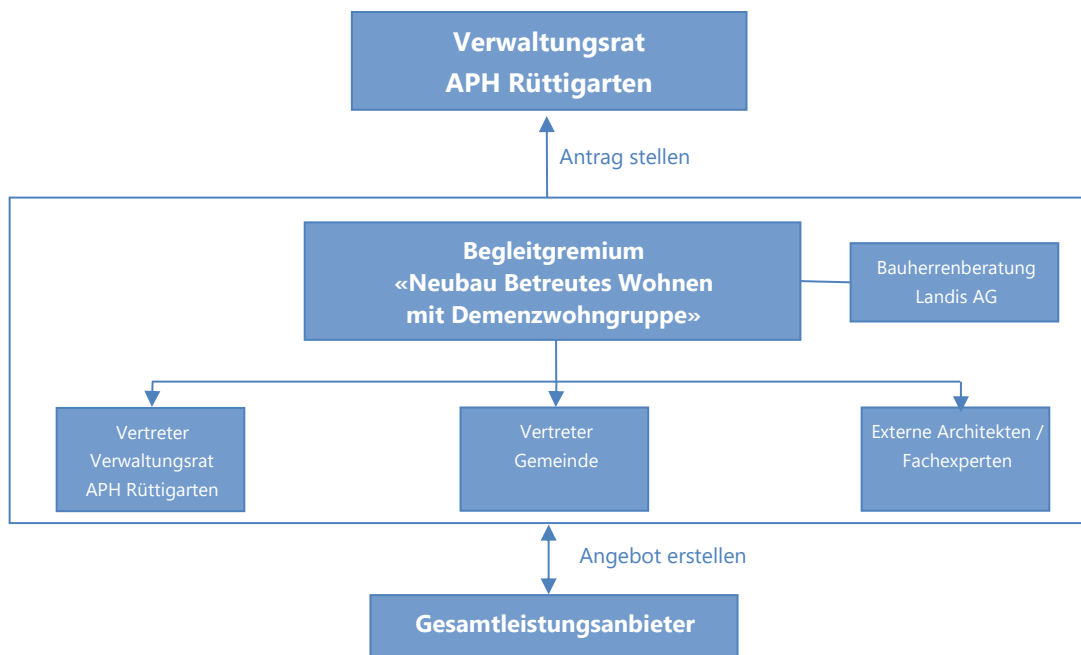 Verwaltungsrat
APH Rüttigarten
Antrag stellen
Begleitgremium
«Neubau Betreutes Wohnen
mit Demenzwohngruppe»
Bauherrenberatung
Landis AG
Vertreter
Verwaltungsrat
APH Rüttigarten
Vertreter
Gemeinde
Externe Architekten /
Fachexperten
Angebot erstellen
Gesamtleistungsanbieter